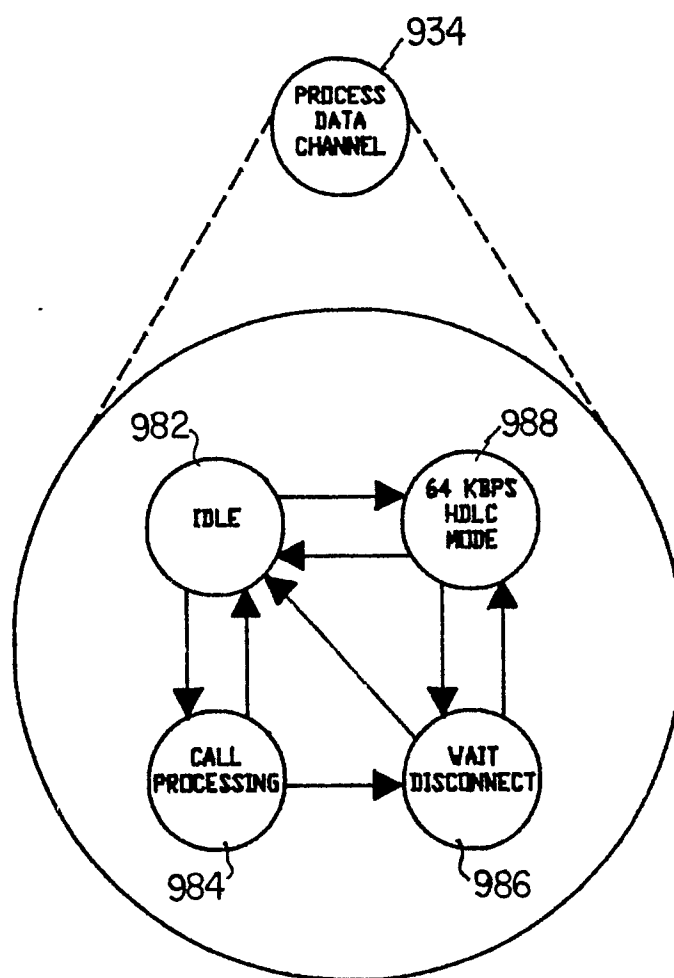 934
PROCESS
DATA
CHANNEL
982
988
IDLE
64 KBPS
HDLC
MODE
CALL
PROCESSING
WAIT
DISCONNECT
984
986